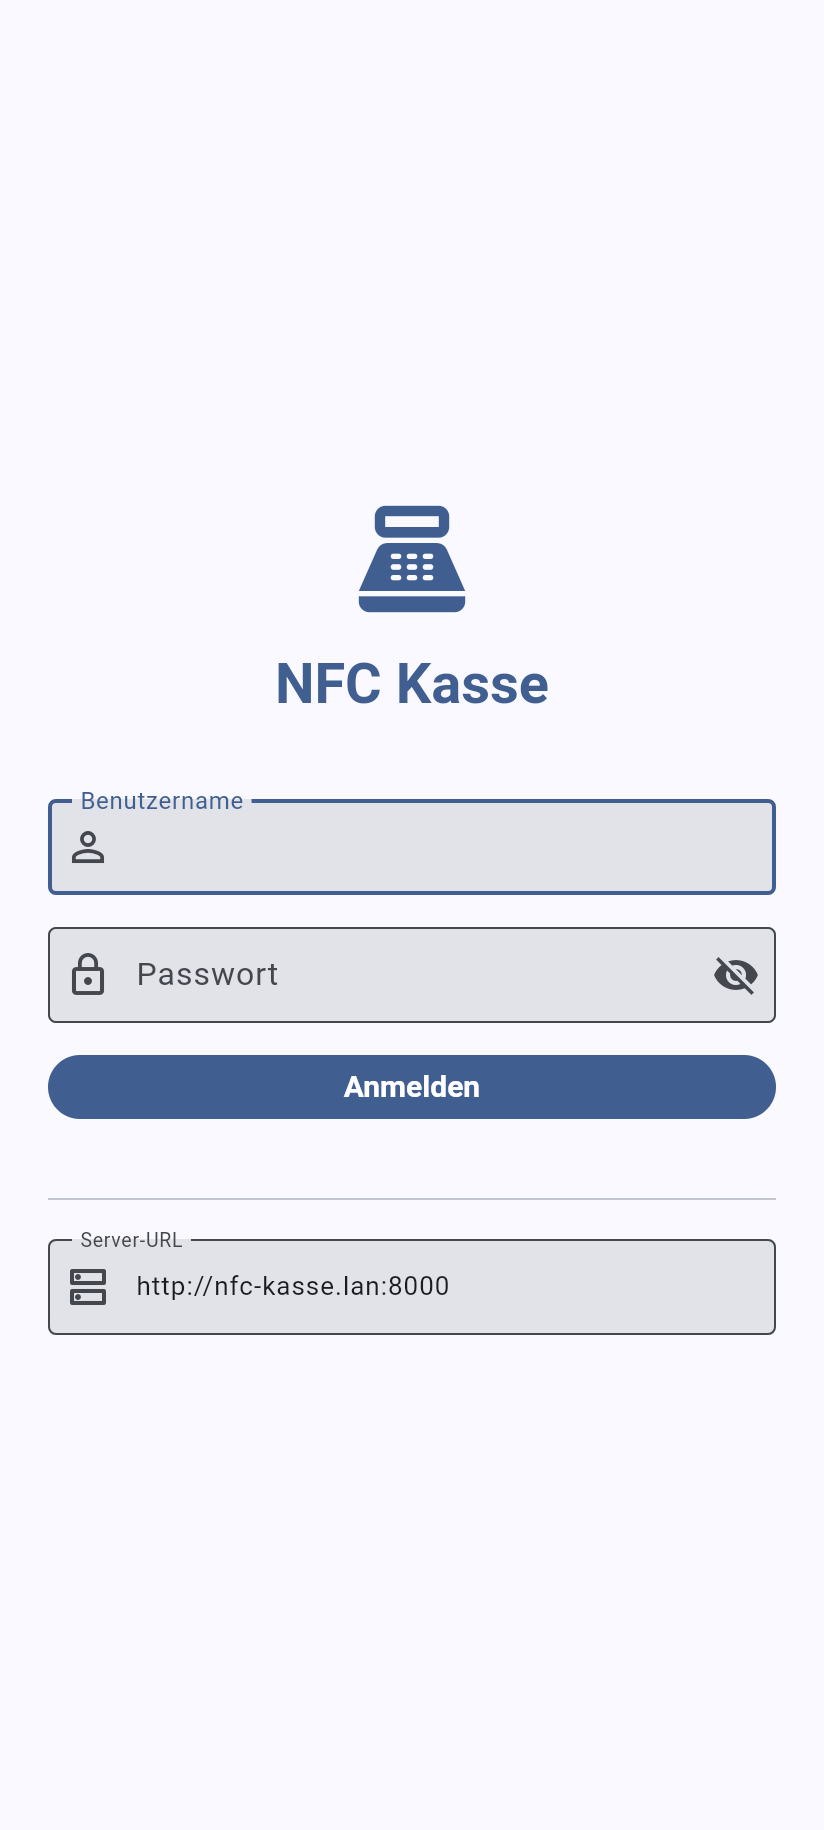 NFC Kasse
Benutzername
Passwort
Anmelden
Server-URL
http://nfc-kasse.lan:8000